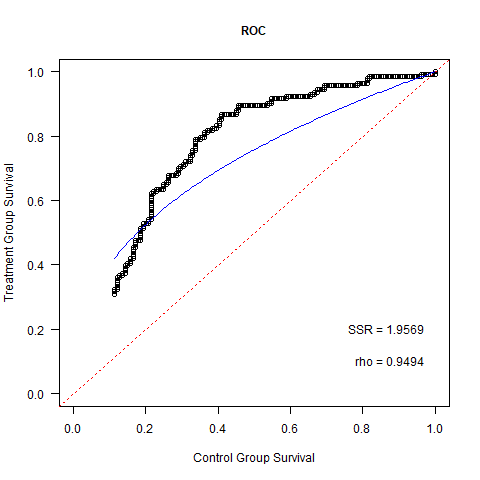 ROC
Treatment Group Survival
1.0
0.8
0.6
0.4
0.2
0.0
SSR = 1.9569
rho = 0.9494
0.0 0.2 0.4 0.6 0.8 1.0
Control Group Survival